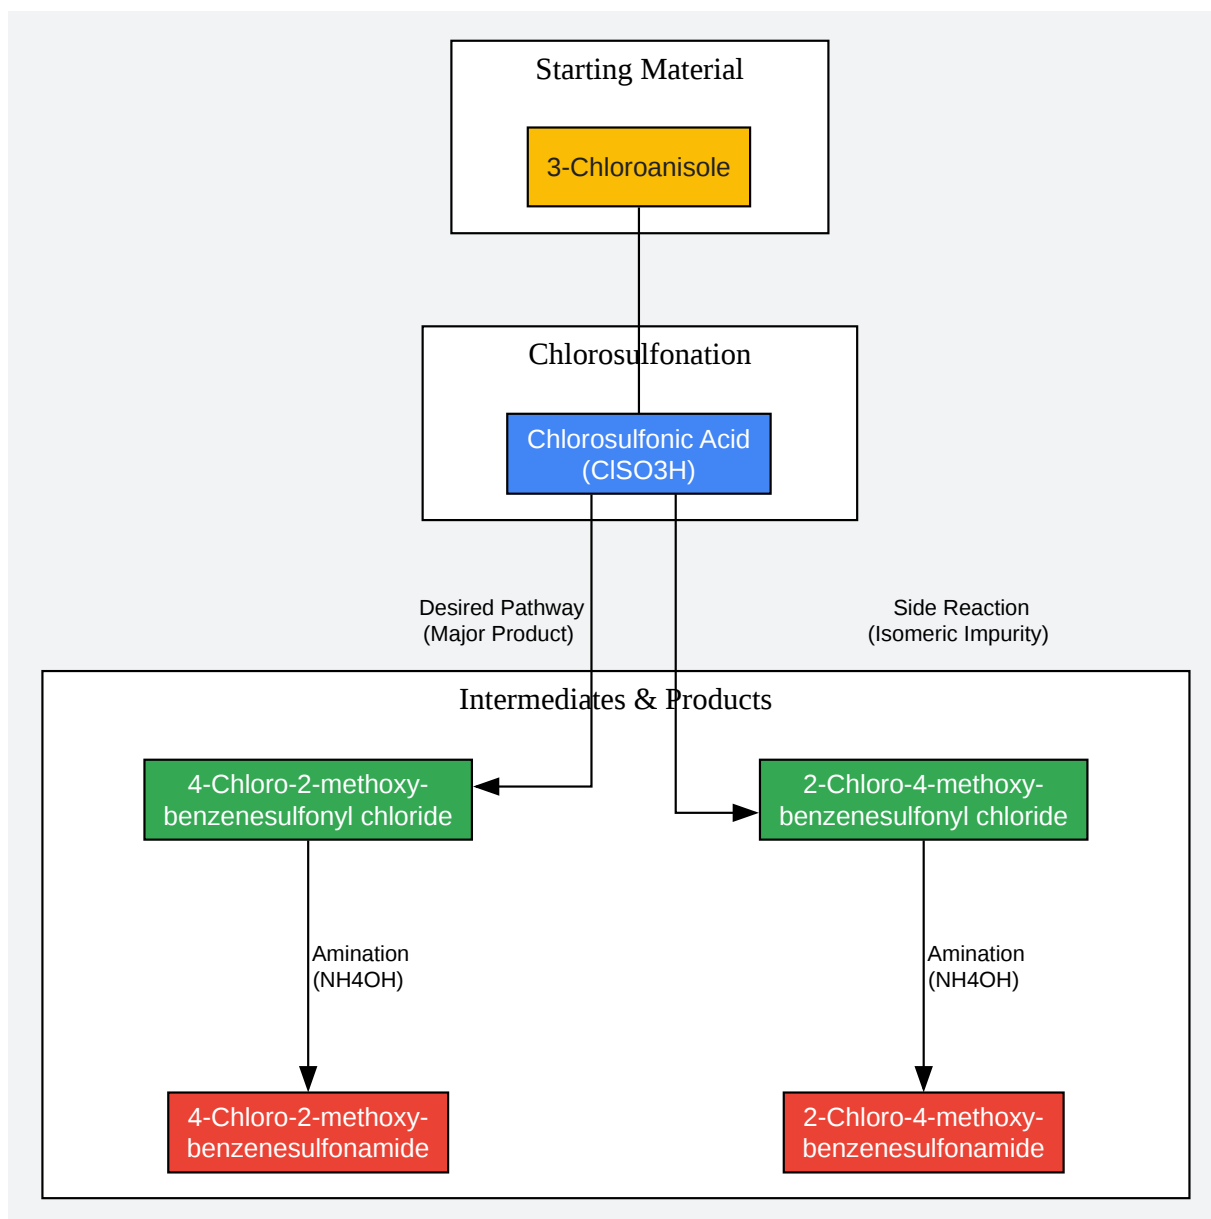 Starting Material
3-Chloroanisole
Chlorosulfonation
Chlorosulfonic Acid
(ClSO3H)
Desired Pathway
(Major Product)
Side Reaction
(Isomeric Impurity)
Intermediates & Products
4-Chloro-2-methoxy-
benzenesulfonyl chloride
2-Chloro-4-methoxy-
benzenesulfonyl chloride
Amination
(NH4OH)
Amination
(NH4OH)
4-Chloro-2-methoxy-
benzenesulfonamide
2-Chloro-4-methoxy-
benzenesulfonamide